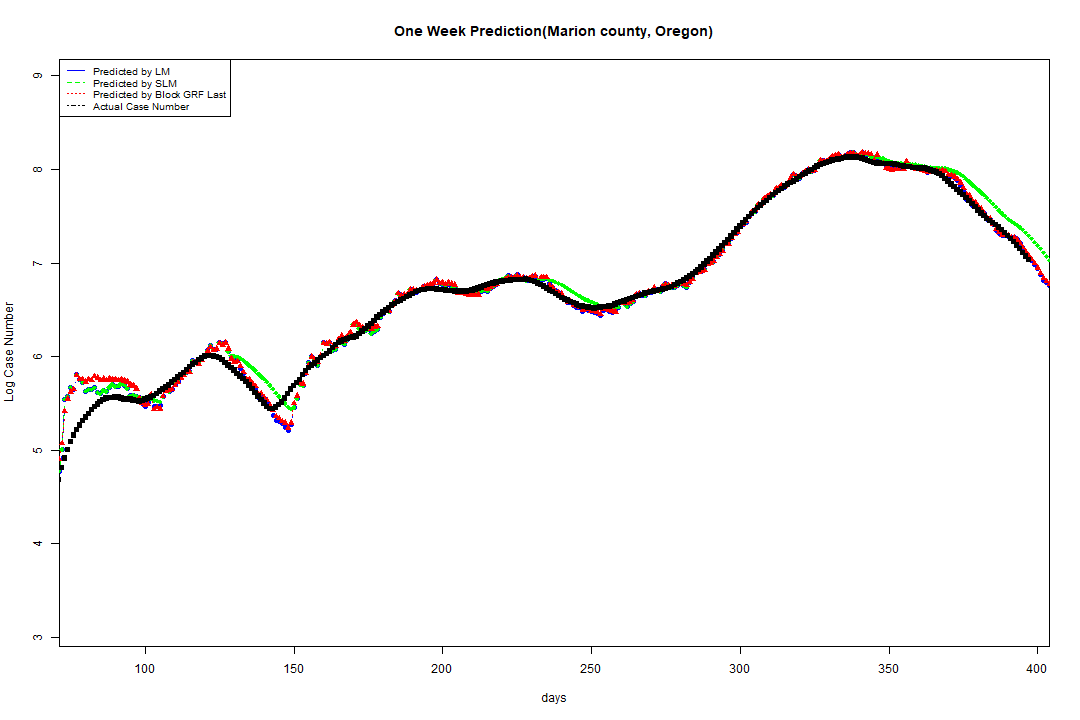 One Week Prediction(Marion county, Oregon)
Predicted by LM
Predicted by SLM
Predicted by Block GRF Last
Actual Case Number
9
8
7
6
5
4
3
Log Case Number
100 150 200 250 300 350 400
days